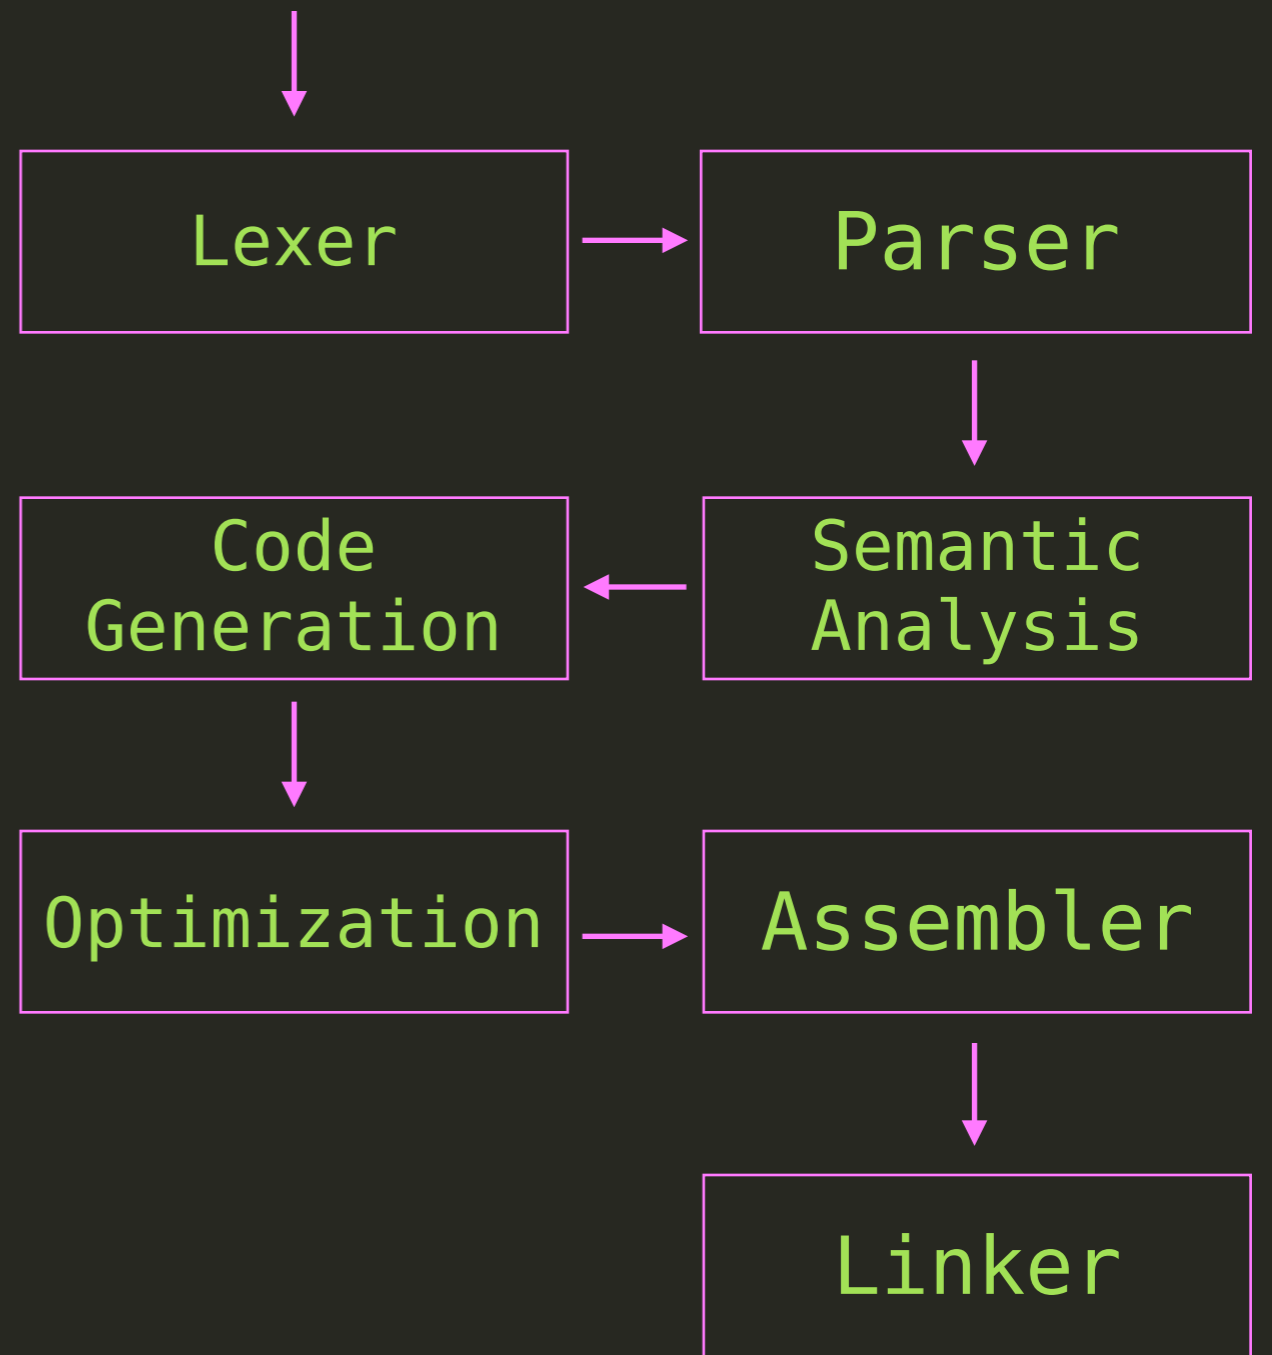 Lexer
Parser
Semantic
Analysis
Code
Generation
Optimization
Assembler
Linker